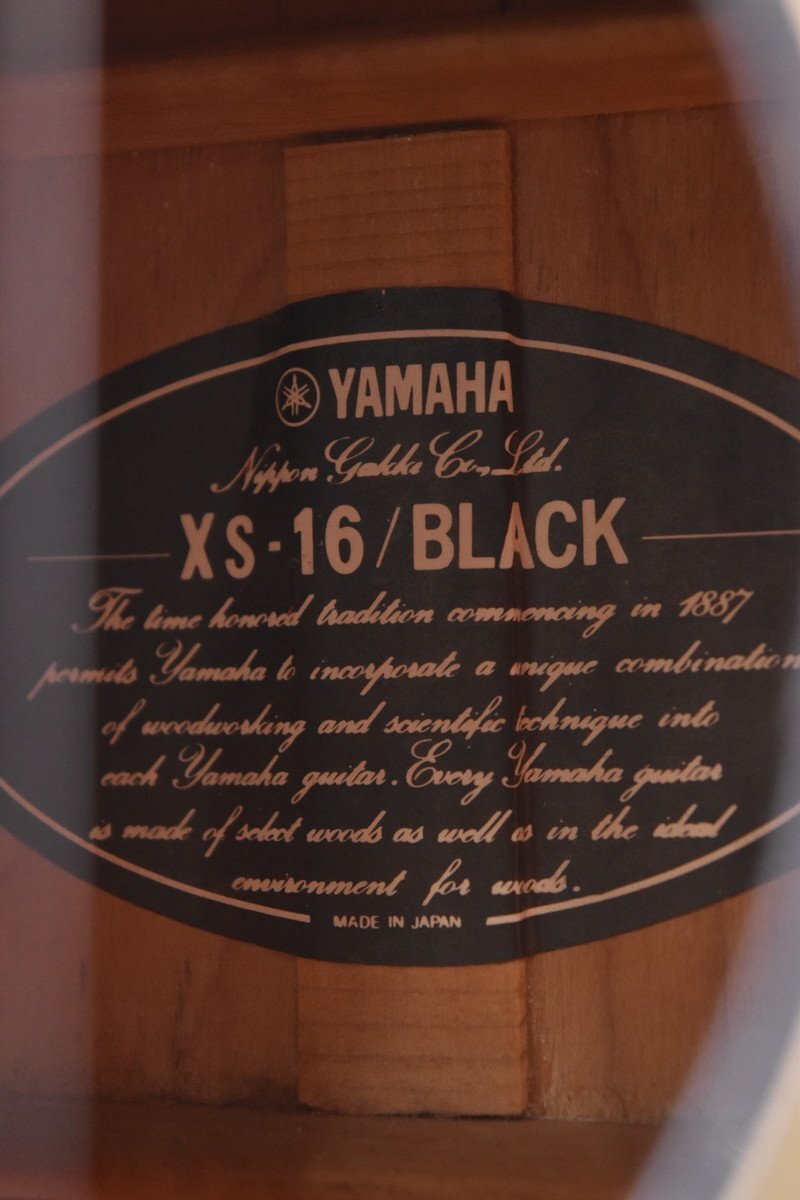 YAMAHA
Nippon Gakki Co., Ltd.
XS-16/BLACK
The time honored tradition commencing in 1887
permits Yamaha to incorporate a unique combination
of woodworking and scientific technique into
each Yamaha guitar. Every Yamaha guitar
is made of select woods as well as in the ideal
environment for woods.
MADE IN JAPAN